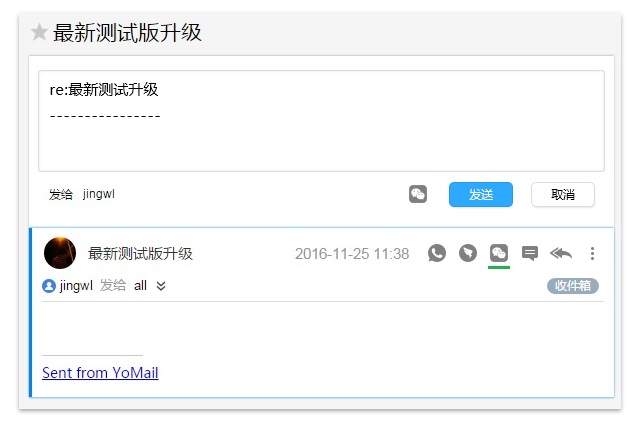 最新测试版升级
re:最新测试升级
----------------
发给 jingwl 发送 取消
最新测试版升级 2016-11-25 11:38
jingwl 发给 all 收件箱
Sent from YoMail